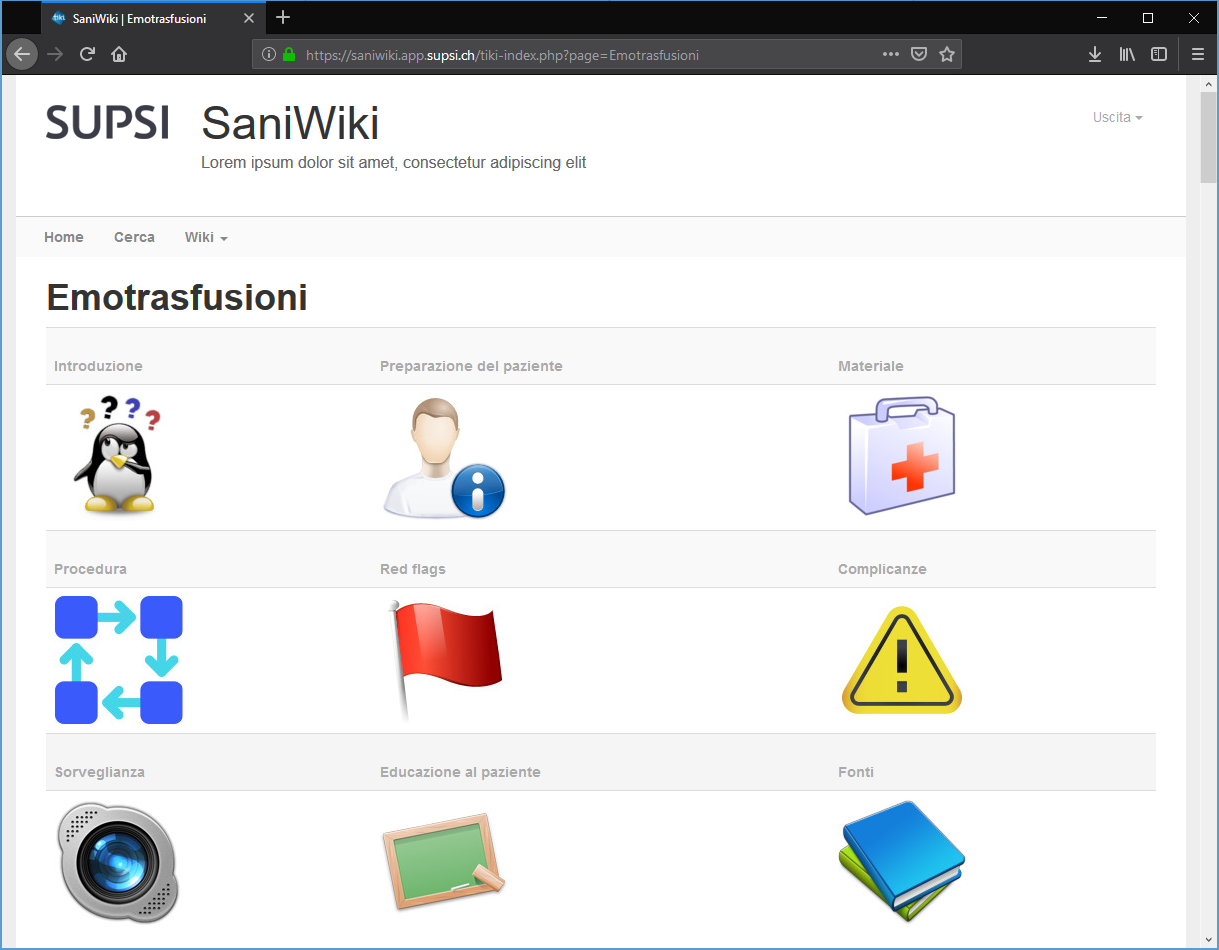 SaniWiki | Emotrasfusioni
https://saniwiki.app.supsi.ch/tiki-index.php?page=Emotrasfusioni
SUPSI SaniWiki
Uscita
Lorem ipsum dolor sit amet, consectetur adipiscing elit
Home Cerca Wiki
Emotrasfusioni
Introduzione Preparazione del paziente Materiale
? ? ? ?
Procedura Red flags Complicanze
Sorveglianza Educazione al paziente Fonti